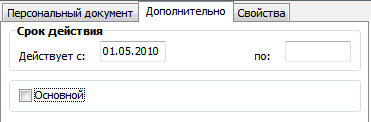 Персональный документ Дополнительно Свойства
Срок действия
Действует с: 01.05.2010 по:
Основной